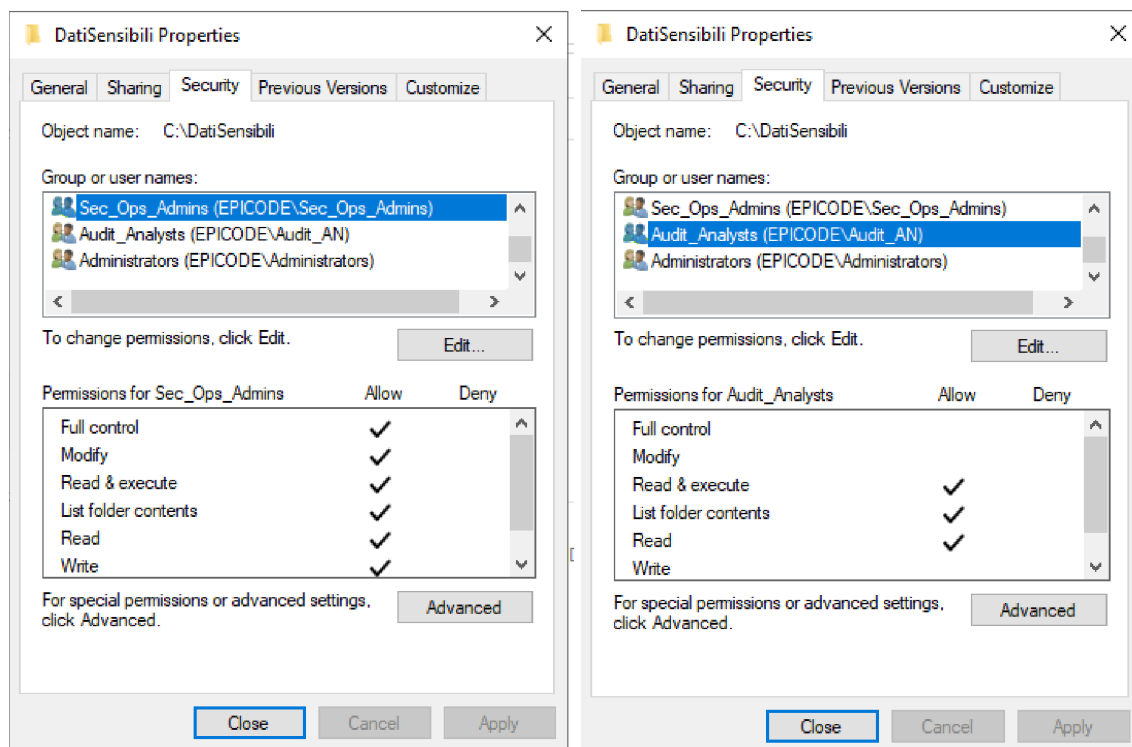 DatiSensibili Properties
General Sharing Security Previous Versions Customize
Object name: C:\DatiSensibili
Group or user names:
Sec_Ops_Admins (EPICODE\Sec_Ops_Admins)
Audit_Analysts (EPICODE\Audit_AN)
Administrators (EPICODE\Administrators)
To change permissions, click Edit.
Edit...
Permissions for Sec_Ops_Admins Allow Deny
Full control
Modify
Read & execute
List folder contents
Read
Write
For special permissions or advanced settings,
click Advanced.
Advanced
Close Cancel Apply
DatiSensibili Properties
General Sharing Security Previous Versions Customize
Object name: C:\DatiSensibili
Group or user names:
Sec_Ops_Admins (EPICODE\Sec_Ops_Admins)
Audit_Analysts (EPICODE\Audit_AN)
Administrators (EPICODE\Administrators)
To change permissions, click Edit.
Edit...
Permissions for Audit_Analysts Allow Deny
Full control
Modify
Read & execute
List folder contents
Read
Write
For special permissions or advanced settings,
click Advanced.
Advanced
Close Cancel Apply